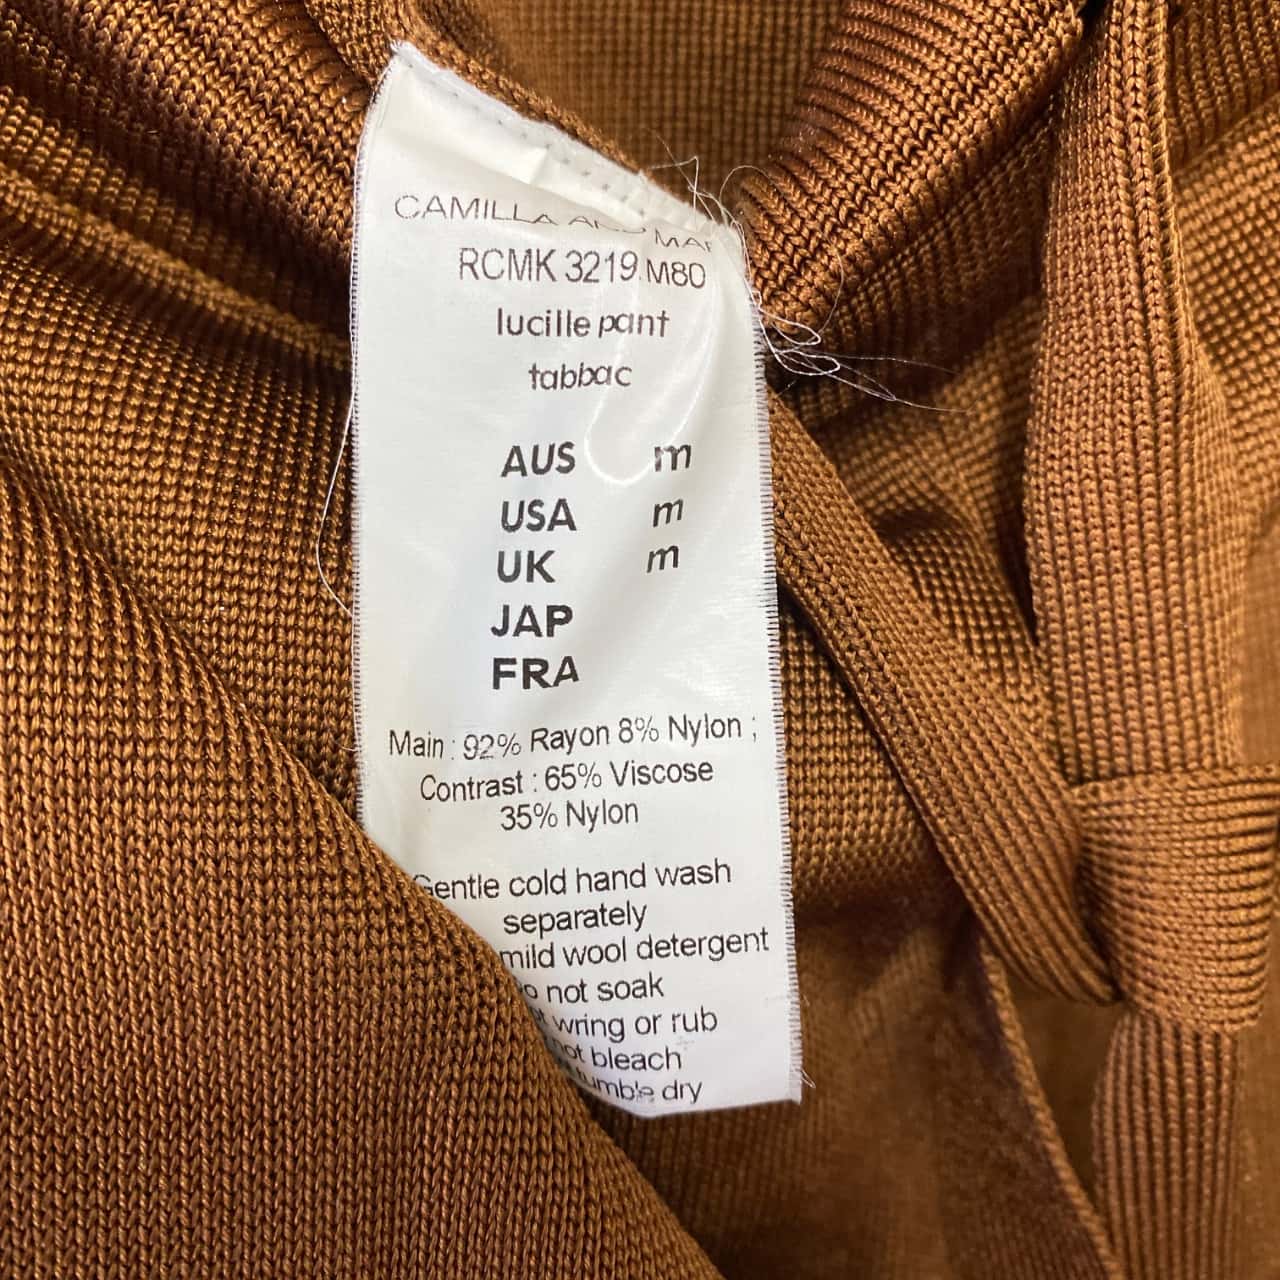 CAMILLA AND MAR
RCMK 3219.M80
lucille pant
tabbac
AUS m
USA m
UK m
JAP
FRA
Main : 92% Rayon 8% Nylon ;
Contrast : 65% Viscose
35% Nylon
Gentle cold hand wash
separately
mild wool detergent
not soak
wring or rub
not bleach
tumble dry